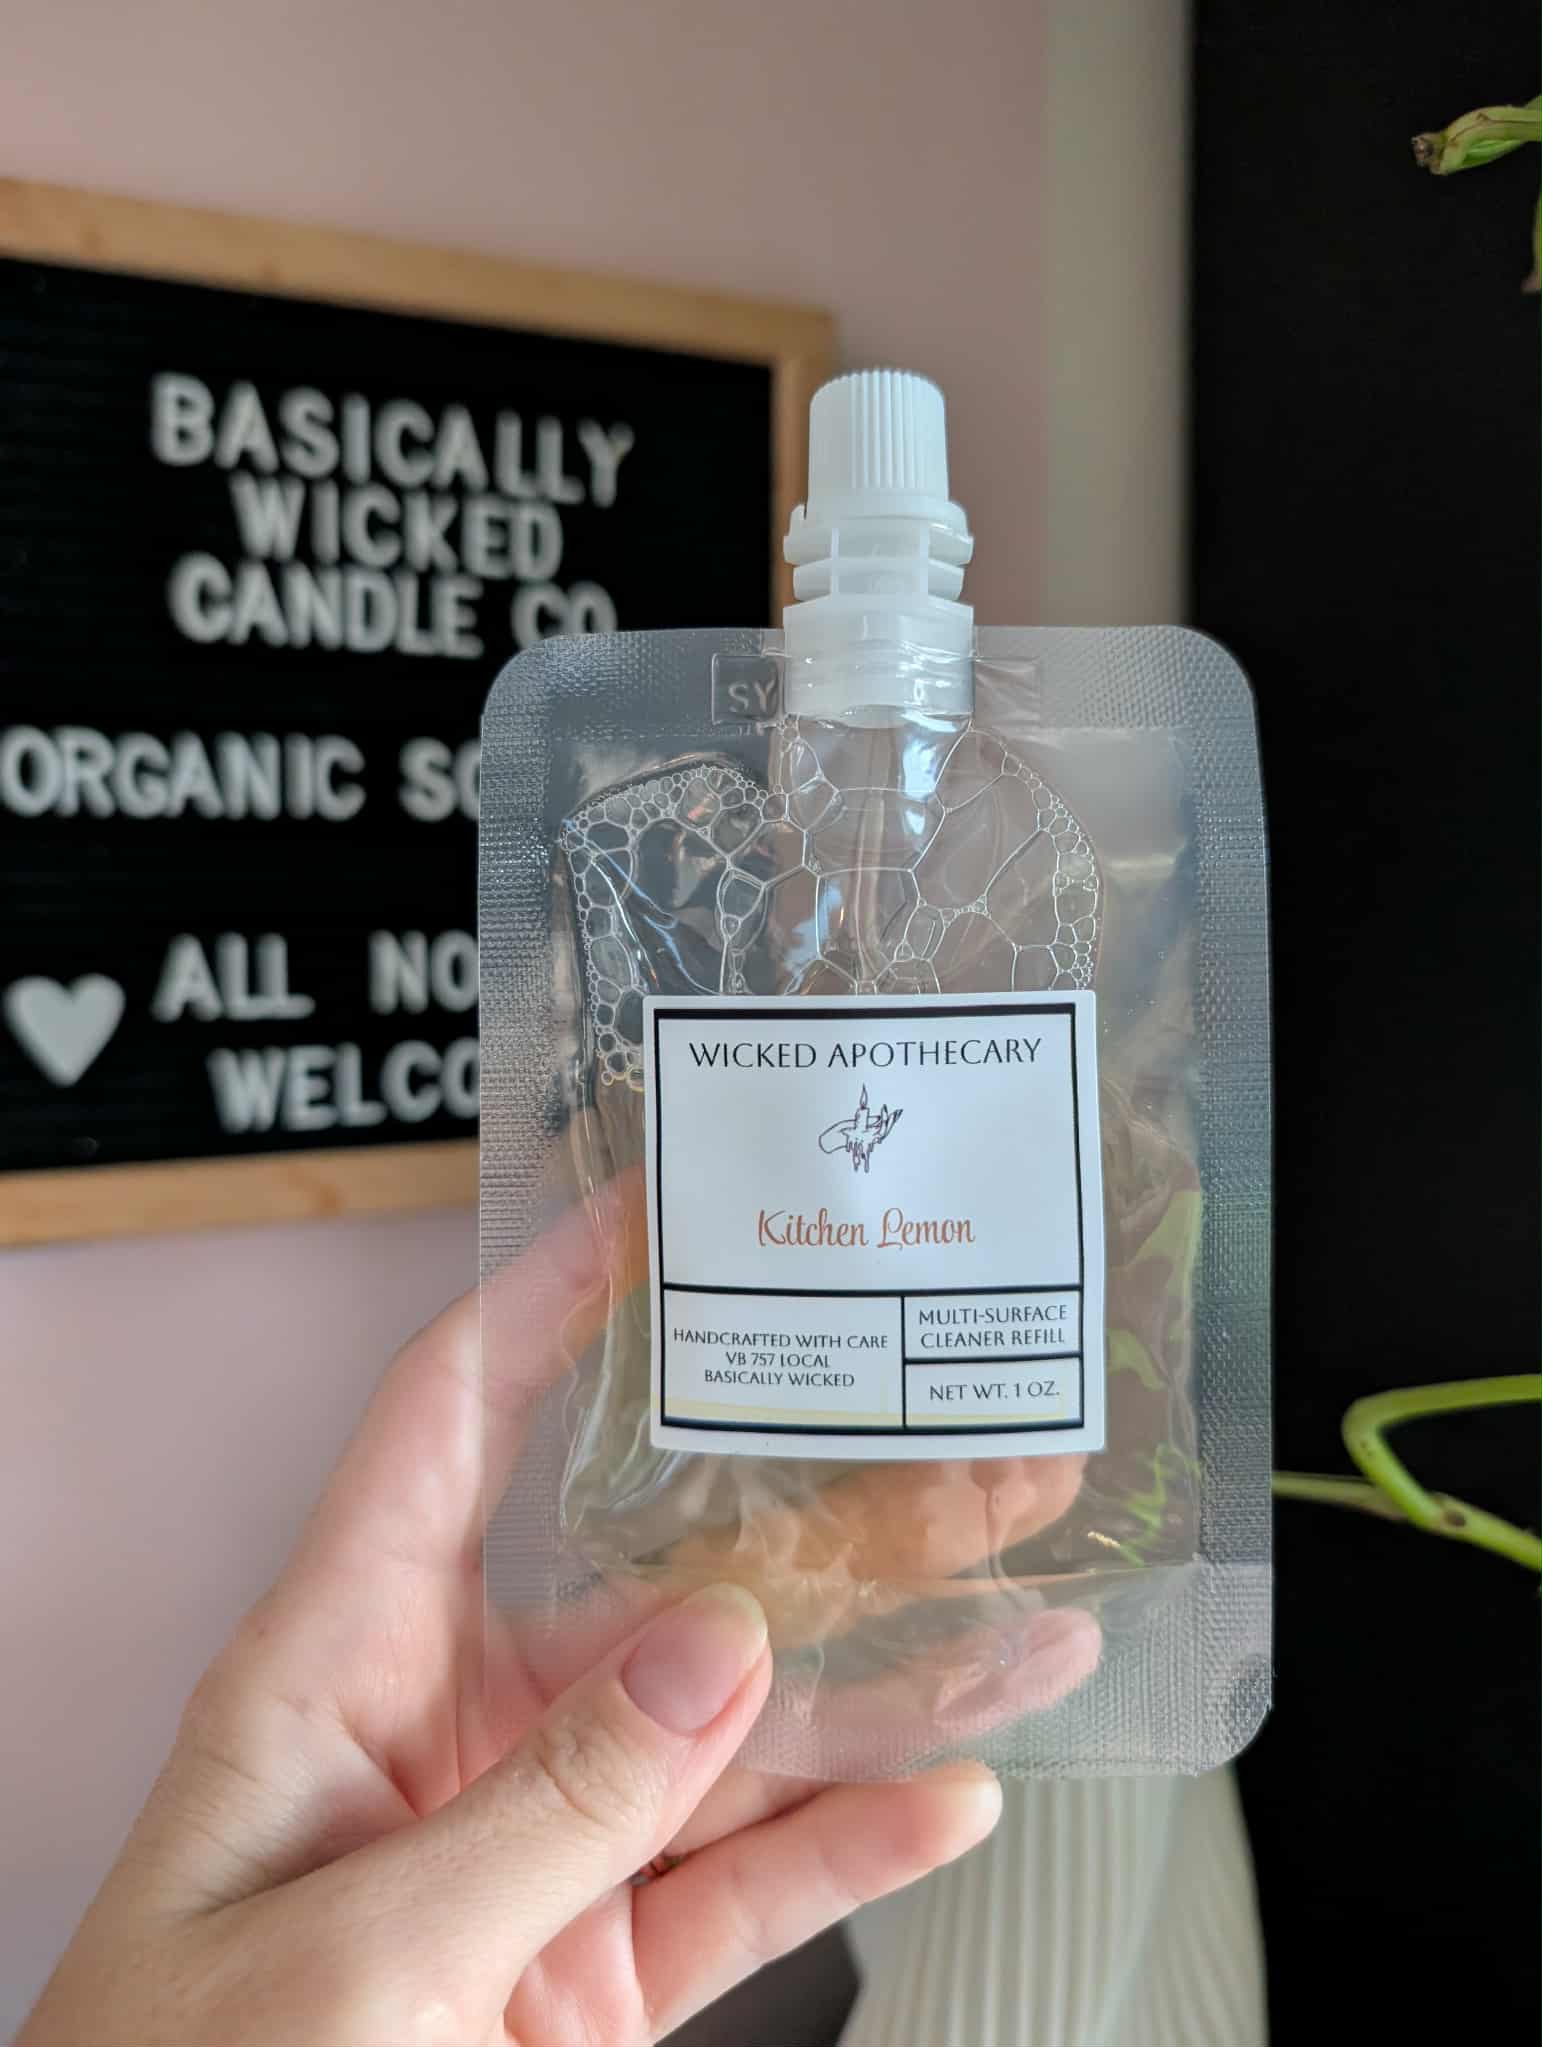 BASICALLY
WICKED
CANDLE CO
ORGANIC
ALL
SY
WICKED APOTHECARY
Kitchen Lemon
HANDCRAFTED WITH CARE
VB 757 LOCAL
BASICALLY WICKED
MULTI-SURFACE
CLEANER REFILL
NET WT. 1 OZ.